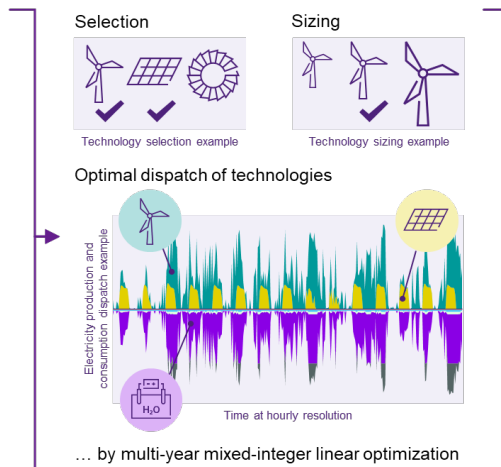 Selection
Sizing
Technology selection example
Technology sizing example
Optimal dispatch of technologies
Electricity production and
consumption dispatch example
H₂O
Time at hourly resolution
... by multi-year mixed-integer linear optimization